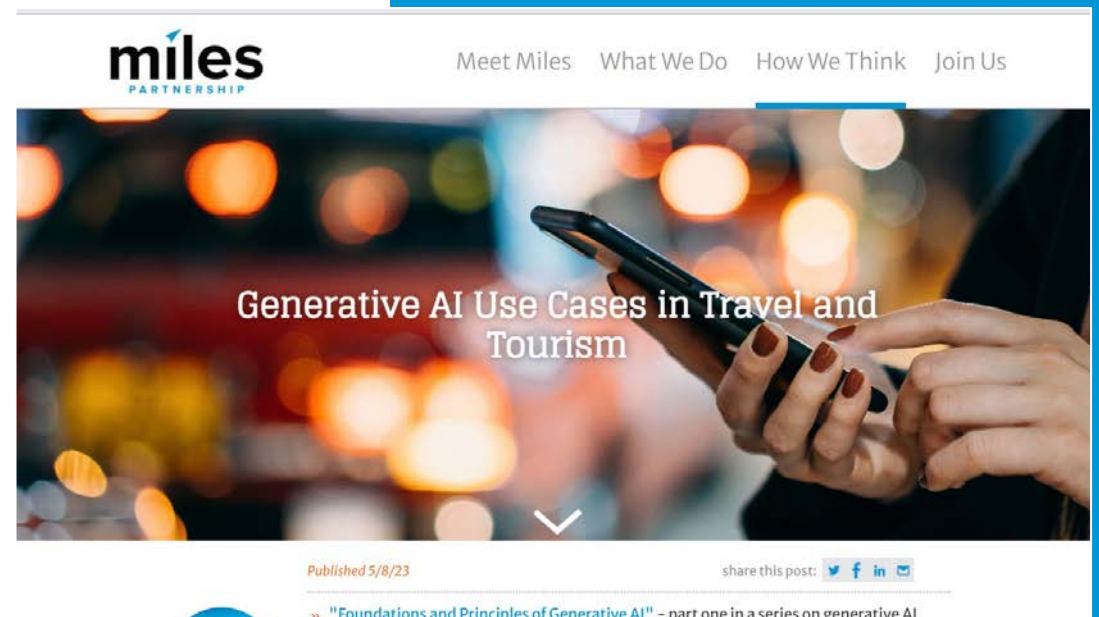 miles
PARTNERSHIP
Meet Miles What We Do How We Think Join Us
Generative AI Use Cases in Travel and
Tourism
Published 5/8/23
share this post:
» "Foundations and Principles of Generative AI" – part one in a series on generative AI